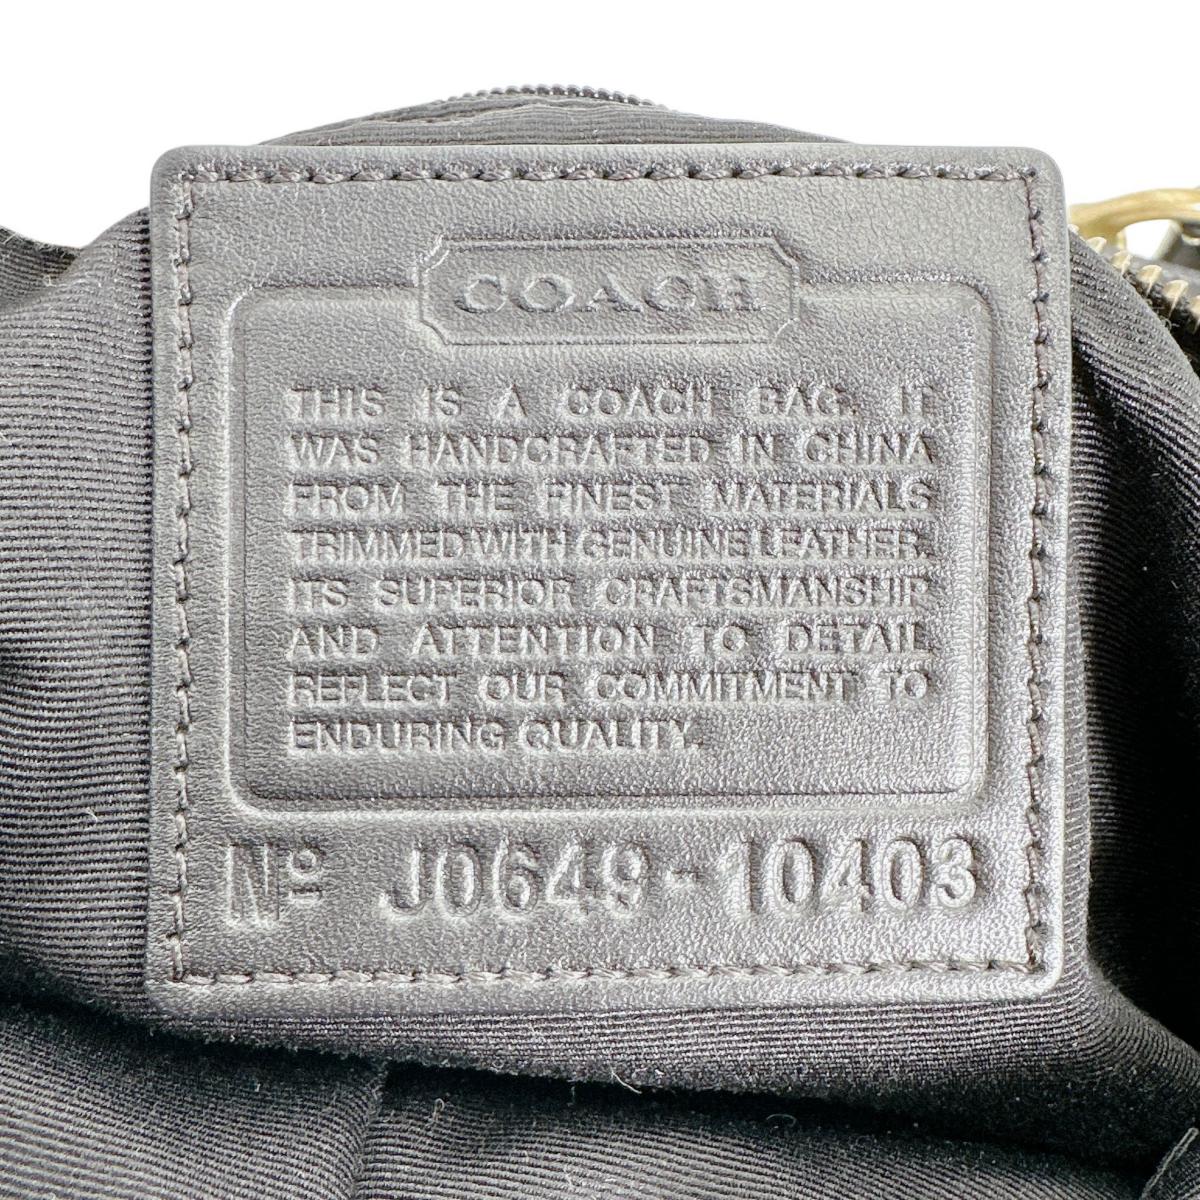 COACH
THIS IS A COACH BAG. IT
WAS HANDCRAFTED IN CHINA
FROM THE FINEST MATERIALS
TRIMMED WITH GENUINE LEATHER.
ITS SUPERIOR CRAFTSMANSHIP
AND ATTENTION TO DETAIL
REFLECT OUR COMMITMENT TO
ENDURING QUALITY.
Nº J0649-10403